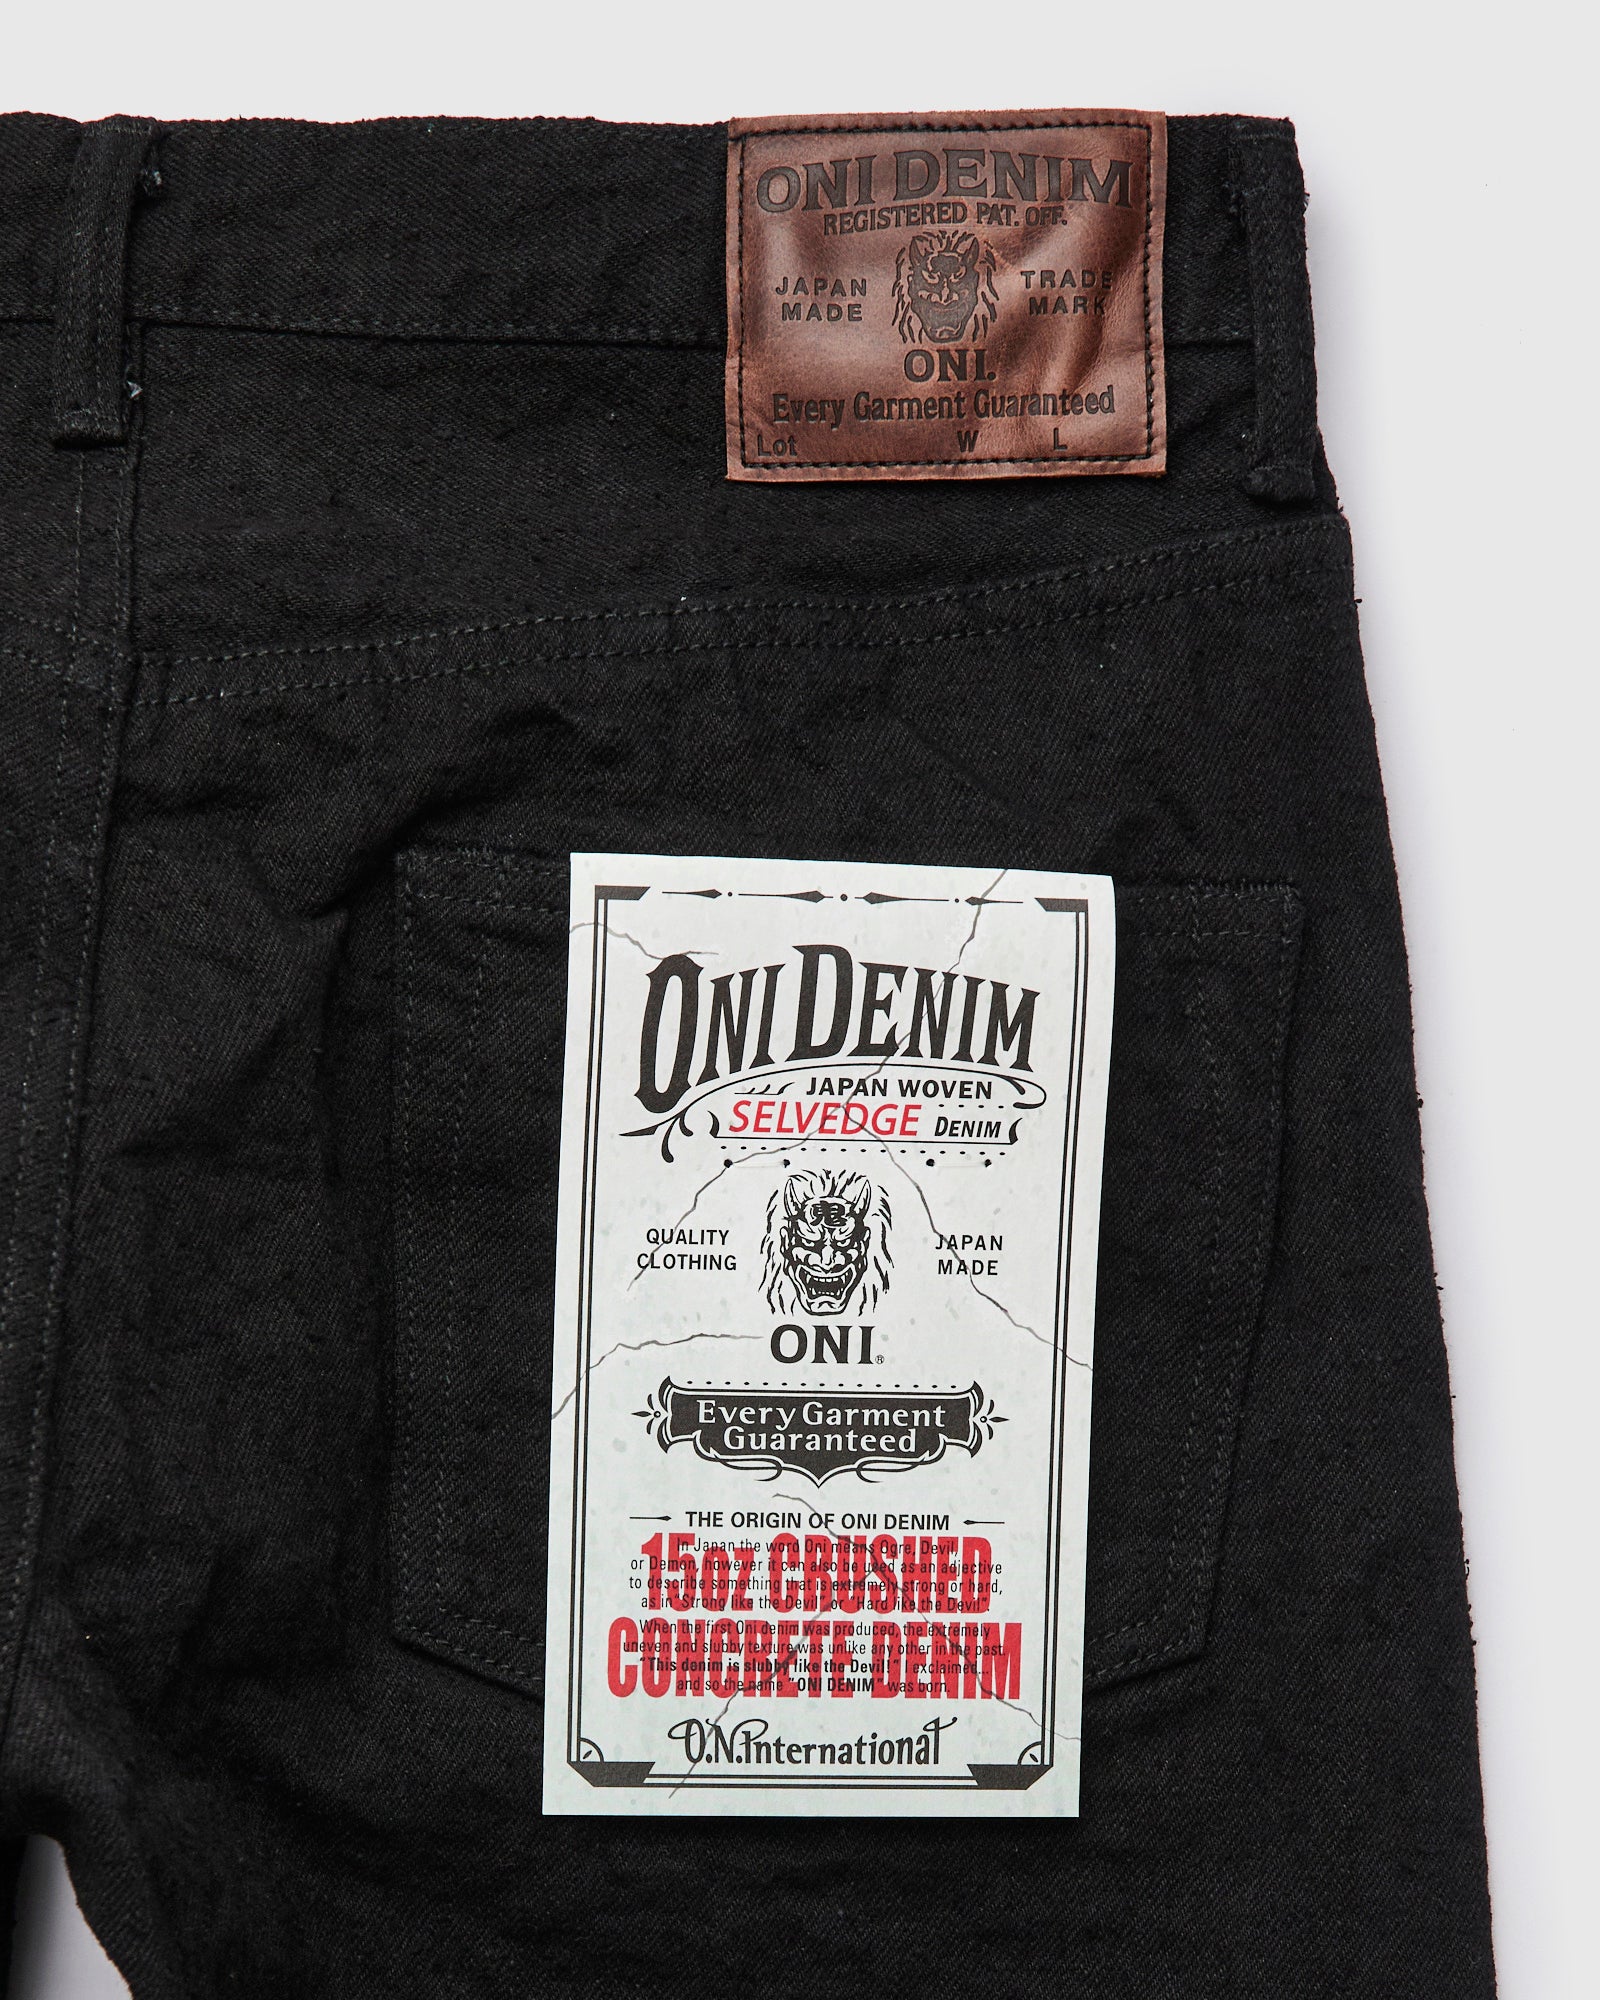 ONI DENIM
REGISTERED PAT. OFF.
JAPAN
MADE
TRADE
MARK
ONI.
Every Garment Guaranteed
Lot W L
ONI DENIM
JAPAN WOVEN
SELVEDGE DENIM
鬼
QUALITY
CLOTHING
JAPAN
MADE
ONI®
Every Garment
Guaranteed
THE ORIGIN OF ONI DENIM
15oz CRUSHED
CONCRETE DENIM
In Japan the word Oni means Ogre, Devil,
or Demon, however it can also be used as an adjective
to describe something that is extremely strong or hard,
as in "Strong like the Devil" or "Hard like the Devil".
When the first Oni denim was produced, the extremely
uneven and slubby texture was unlike any other in the past.
"This denim is slubby like the Devil!" I exclaimed...
and so the name "ONI DENIM" was born.
O.N.International